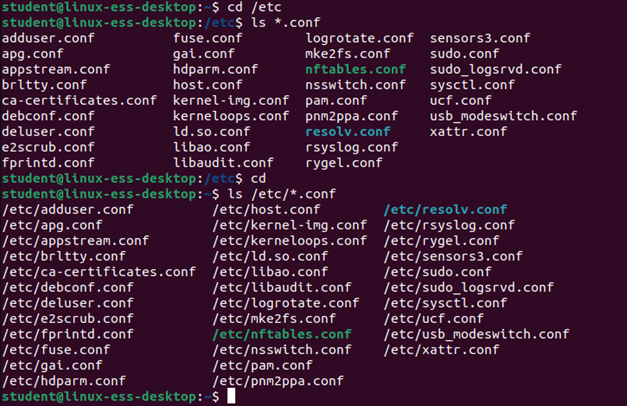 student@linux-ess-desktop:~$ cd /etc
student@linux-ess-desktop:/etc$ ls *.conf
adduser.conf fuse.conf logrotate.conf sensors3.conf
apg.conf gai.conf mke2fs.conf sudo.conf
appstream.conf hdparm.conf nftables.conf sudo_logsrvd.conf
brltty.conf host.conf nsswitch.conf sysctl.conf
ca-certificates.conf kernel-img.conf pam.conf ucf.conf
debconf.conf kerneloops.conf pnm2ppa.conf usb_modeswitch.conf
deluser.conf ld.so.conf resolv.conf xattr.conf
e2scrub.conf libao.conf rsyslog.conf
fprintd.conf libaudit.conf rygel.conf
student@linux-ess-desktop:/etc$ cd
student@linux-ess-desktop:~$ ls /etc/*.conf
/etc/adduser.conf /etc/host.conf /etc/resolv.conf
/etc/apg.conf /etc/kernel-img.conf /etc/rsyslog.conf
/etc/appstream.conf /etc/kerneloops.conf /etc/rygel.conf
/etc/brltty.conf /etc/ld.so.conf /etc/sensors3.conf
/etc/ca-certificates.conf /etc/libao.conf /etc/sudo.conf
/etc/debconf.conf /etc/libaudit.conf /etc/sudo_logsrvd.conf
/etc/deluser.conf /etc/logrotate.conf /etc/sysctl.conf
/etc/e2scrub.conf /etc/mke2fs.conf /etc/ucf.conf
/etc/fprintd.conf /etc/nftables.conf /etc/usb_modeswitch.conf
/etc/fuse.conf /etc/nsswitch.conf /etc/xattr.conf
/etc/gai.conf /etc/pam.conf
/etc/hdparm.conf /etc/pnm2ppa.conf
student@linux-ess-desktop:~$